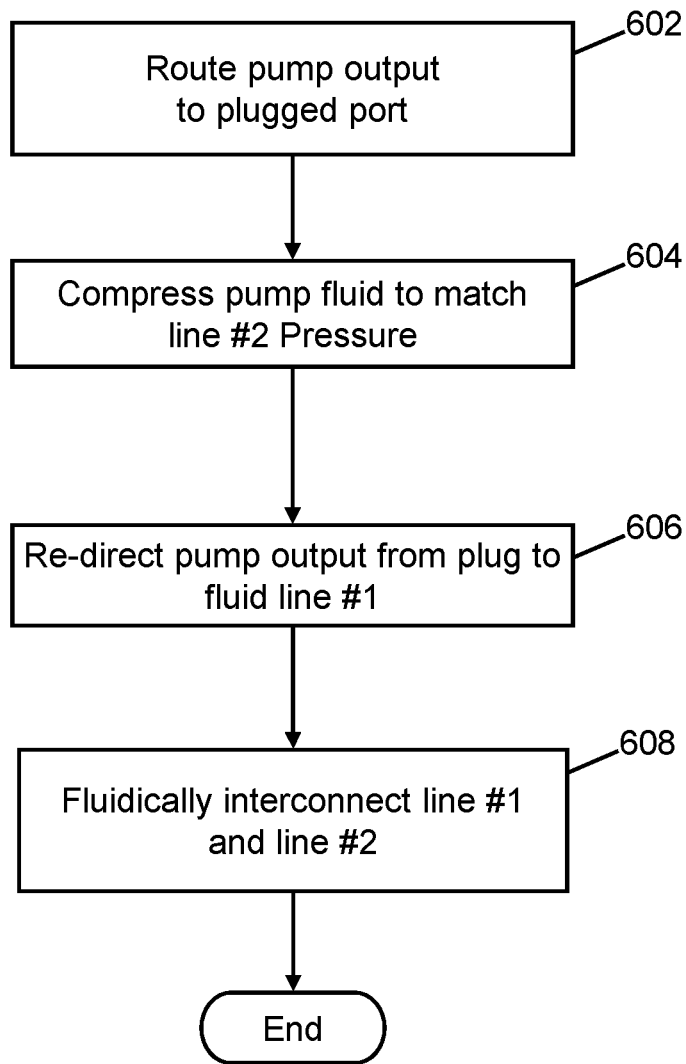 602
Route pump output
to plugged port
604
Compress pump fluid to match
line #2 Pressure
606
Re-direct pump output from plug to
fluid line #1
608
Fluidically interconnect line #1
and line #2
End